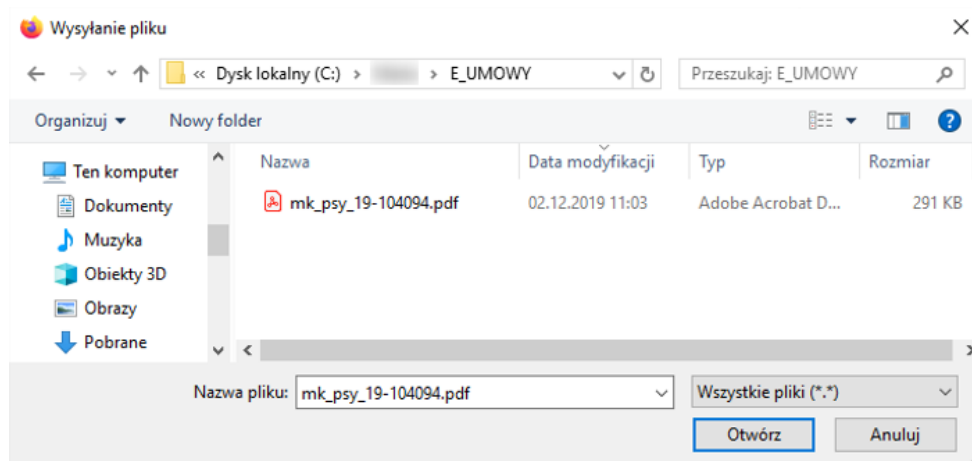 Wysyłanie pliku
« Dysk lokalny (C:) > > E_UMOWY
Przeszukaj: E_UMOWY
Organizuj Nowy folder
Ten komputer
Dokumenty
Muzyka
Obiekty 3D
Obrazy
Pobrane
Nazwa Data modyfikacji Typ Rozmiar
mk_psy_19-104094.pdf 02.12.2019 11:03 Adobe Acrobat D... 291 KB
Nazwa pliku: mk_psy_19-104094.pdf Wszystkie pliki (*.*)
Otwórz Anuluj